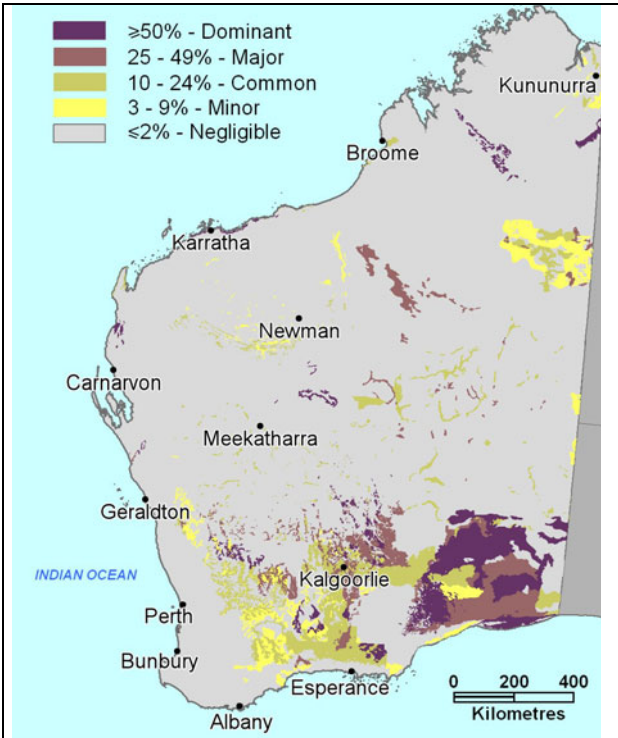 ≥50% - Dominant
25 - 49% - Major
10 - 24% - Common
3 - 9% - Minor
≤2% - Negligible
Kununurra
Broome
Karratha
Newman
Carnarvon
Meekatharra
Geraldton
Kalgoorlie
INDIAN OCEAN
Perth
Bunbury
Esperance
Albany
0 200 400
Kilometres